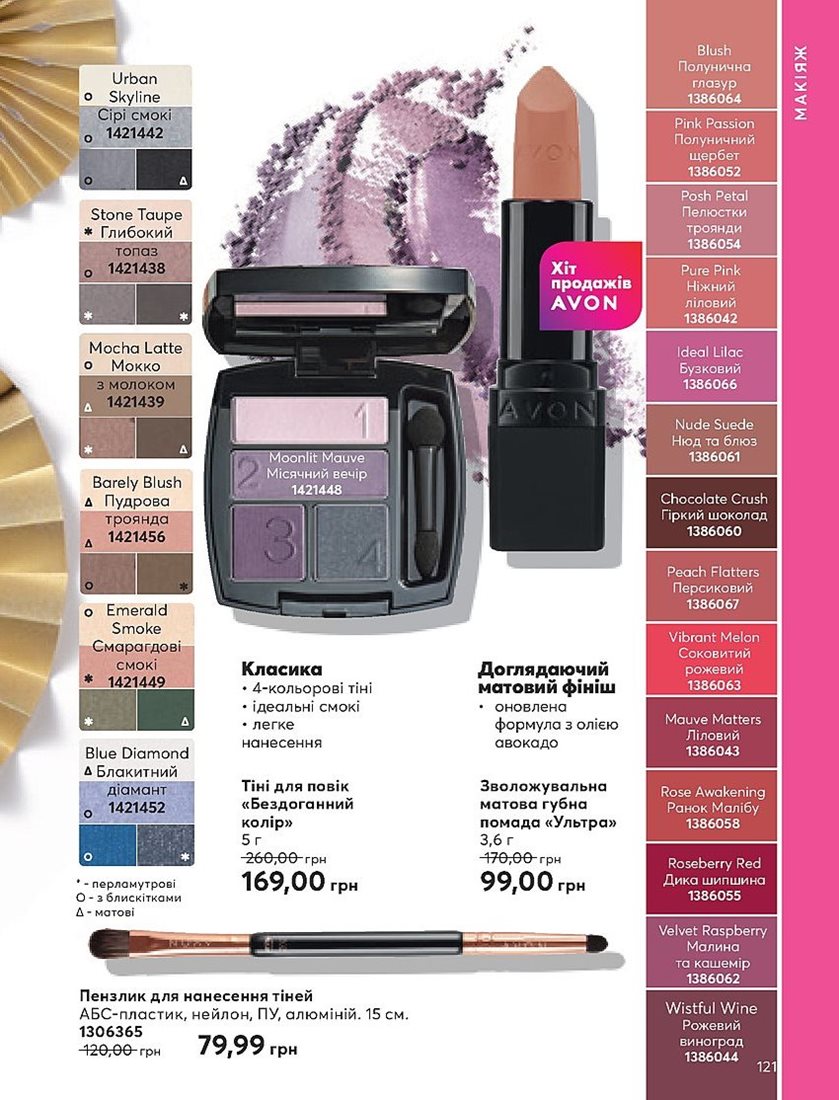 МАКІЯЖ
Urban
Skyline
Сірі смокі
1421442
Stone Taupe
Глибокий
топаз
1421438
Mocha Latte
Мокко
з молоком
1421439
Barely Blush
Пудрова
троянда
1421456
Emerald
Smoke
Смарагдові
смокі
1421449
Blue Diamond
Блакитний
діамант
1421452
* - перламутрові
О - з блискітками
Δ - матові
1
2
Moonlit Mauve
Місячний вечір
1421448
3
4
AVON
Хіт
продажів
AVON
AVON
Класика
• 4-кольорові тіні
• ідеальні смокі
• легке
нанесення
Тіні для повік
«Бездоганний
колір»
5 г
260,00 грн
169,00 грн
Доглядаючий
матовий фініш
• оновлена
формула з олією
авокадо
Зволожувальна
матова губна
помада «Ультра»
3,6 г
170,00 грн
99,00 грн
Пензлик для нанесення тіней
АБС-пластик, нейлон, ПУ, алюміній. 15 см.
1306365
120,00 грн
79,99 грн
Blush
Полунична
глазур
1386064
Pink Passion
Полуничний
щербет
1386052
Posh Petal
Пелюстки
троянди
1386054
Pure Pink
Ніжний
ліловий
1386042
Ideal Lilac
Бузковий
1386066
Nude Suede
Нюд та блюз
1386061
Chocolate Crush
Гіркий шоколад
1386060
Peach Flatters
Персиковий
1386067
Vibrant Melon
Соковитий
рожевий
1386063
Mauve Matters
Ліловий
1386043
Rose Awakening
Ранок Малібу
1386058
Roseberry Red
Дика шипшина
1386055
Velvet Raspberry
Малина
та кашемір
1386062
Wistful Wine
Рожевий
виноград
1386044
121